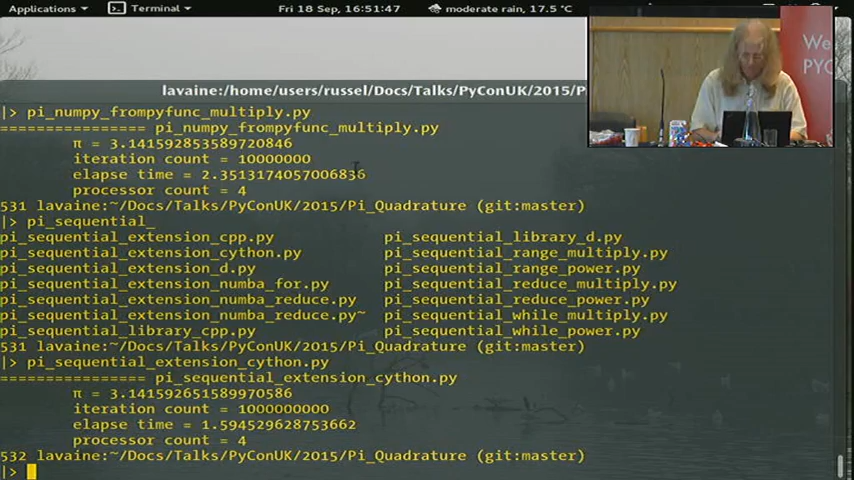 Applications Terminal Fri 18 Sep, 16:51:47 moderate rain, 17.5 °C
We
PYC
lavaine:/home/users/russel/Docs/Talks/PyConUK/2015/P
|> pi_numpy_frompyfunc_multiply.py
================ pi_numpy_frompyfunc_multiply.py
π = 3.141592853589720846
iteration count = 10000000
elapse time = 2.3513174057006836
processor count = 4
531 lavaine:~/Docs/Talks/PyConUK/2015/Pi_Quadrature (git:master)
|> pi_sequential_
pi_sequential_extension_cpp.py pi_sequential_library_d.py
pi_sequential_extension_cython.py pi_sequential_range_multiply.py
pi_sequential_extension_d.py pi_sequential_range_power.py
pi_sequential_extension_numba_for.py pi_sequential_reduce_multiply.py
pi_sequential_extension_numba_reduce.py pi_sequential_reduce_power.py
pi_sequential_extension_numba_reduce.py~ pi_sequential_while_multiply.py
pi_sequential_library_cpp.py pi_sequential_while_power.py
531 lavaine:~/Docs/Talks/PyConUK/2015/Pi_Quadrature (git:master)
|> pi_sequential_extension_cython.py
================ pi_sequential_extension_cython.py
π = 3.141592651589970586
iteration count = 1000000000
elapse time = 1.594529628753662
processor count = 4
532 lavaine:~/Docs/Talks/PyConUK/2015/Pi_Quadrature (git:master)
|>